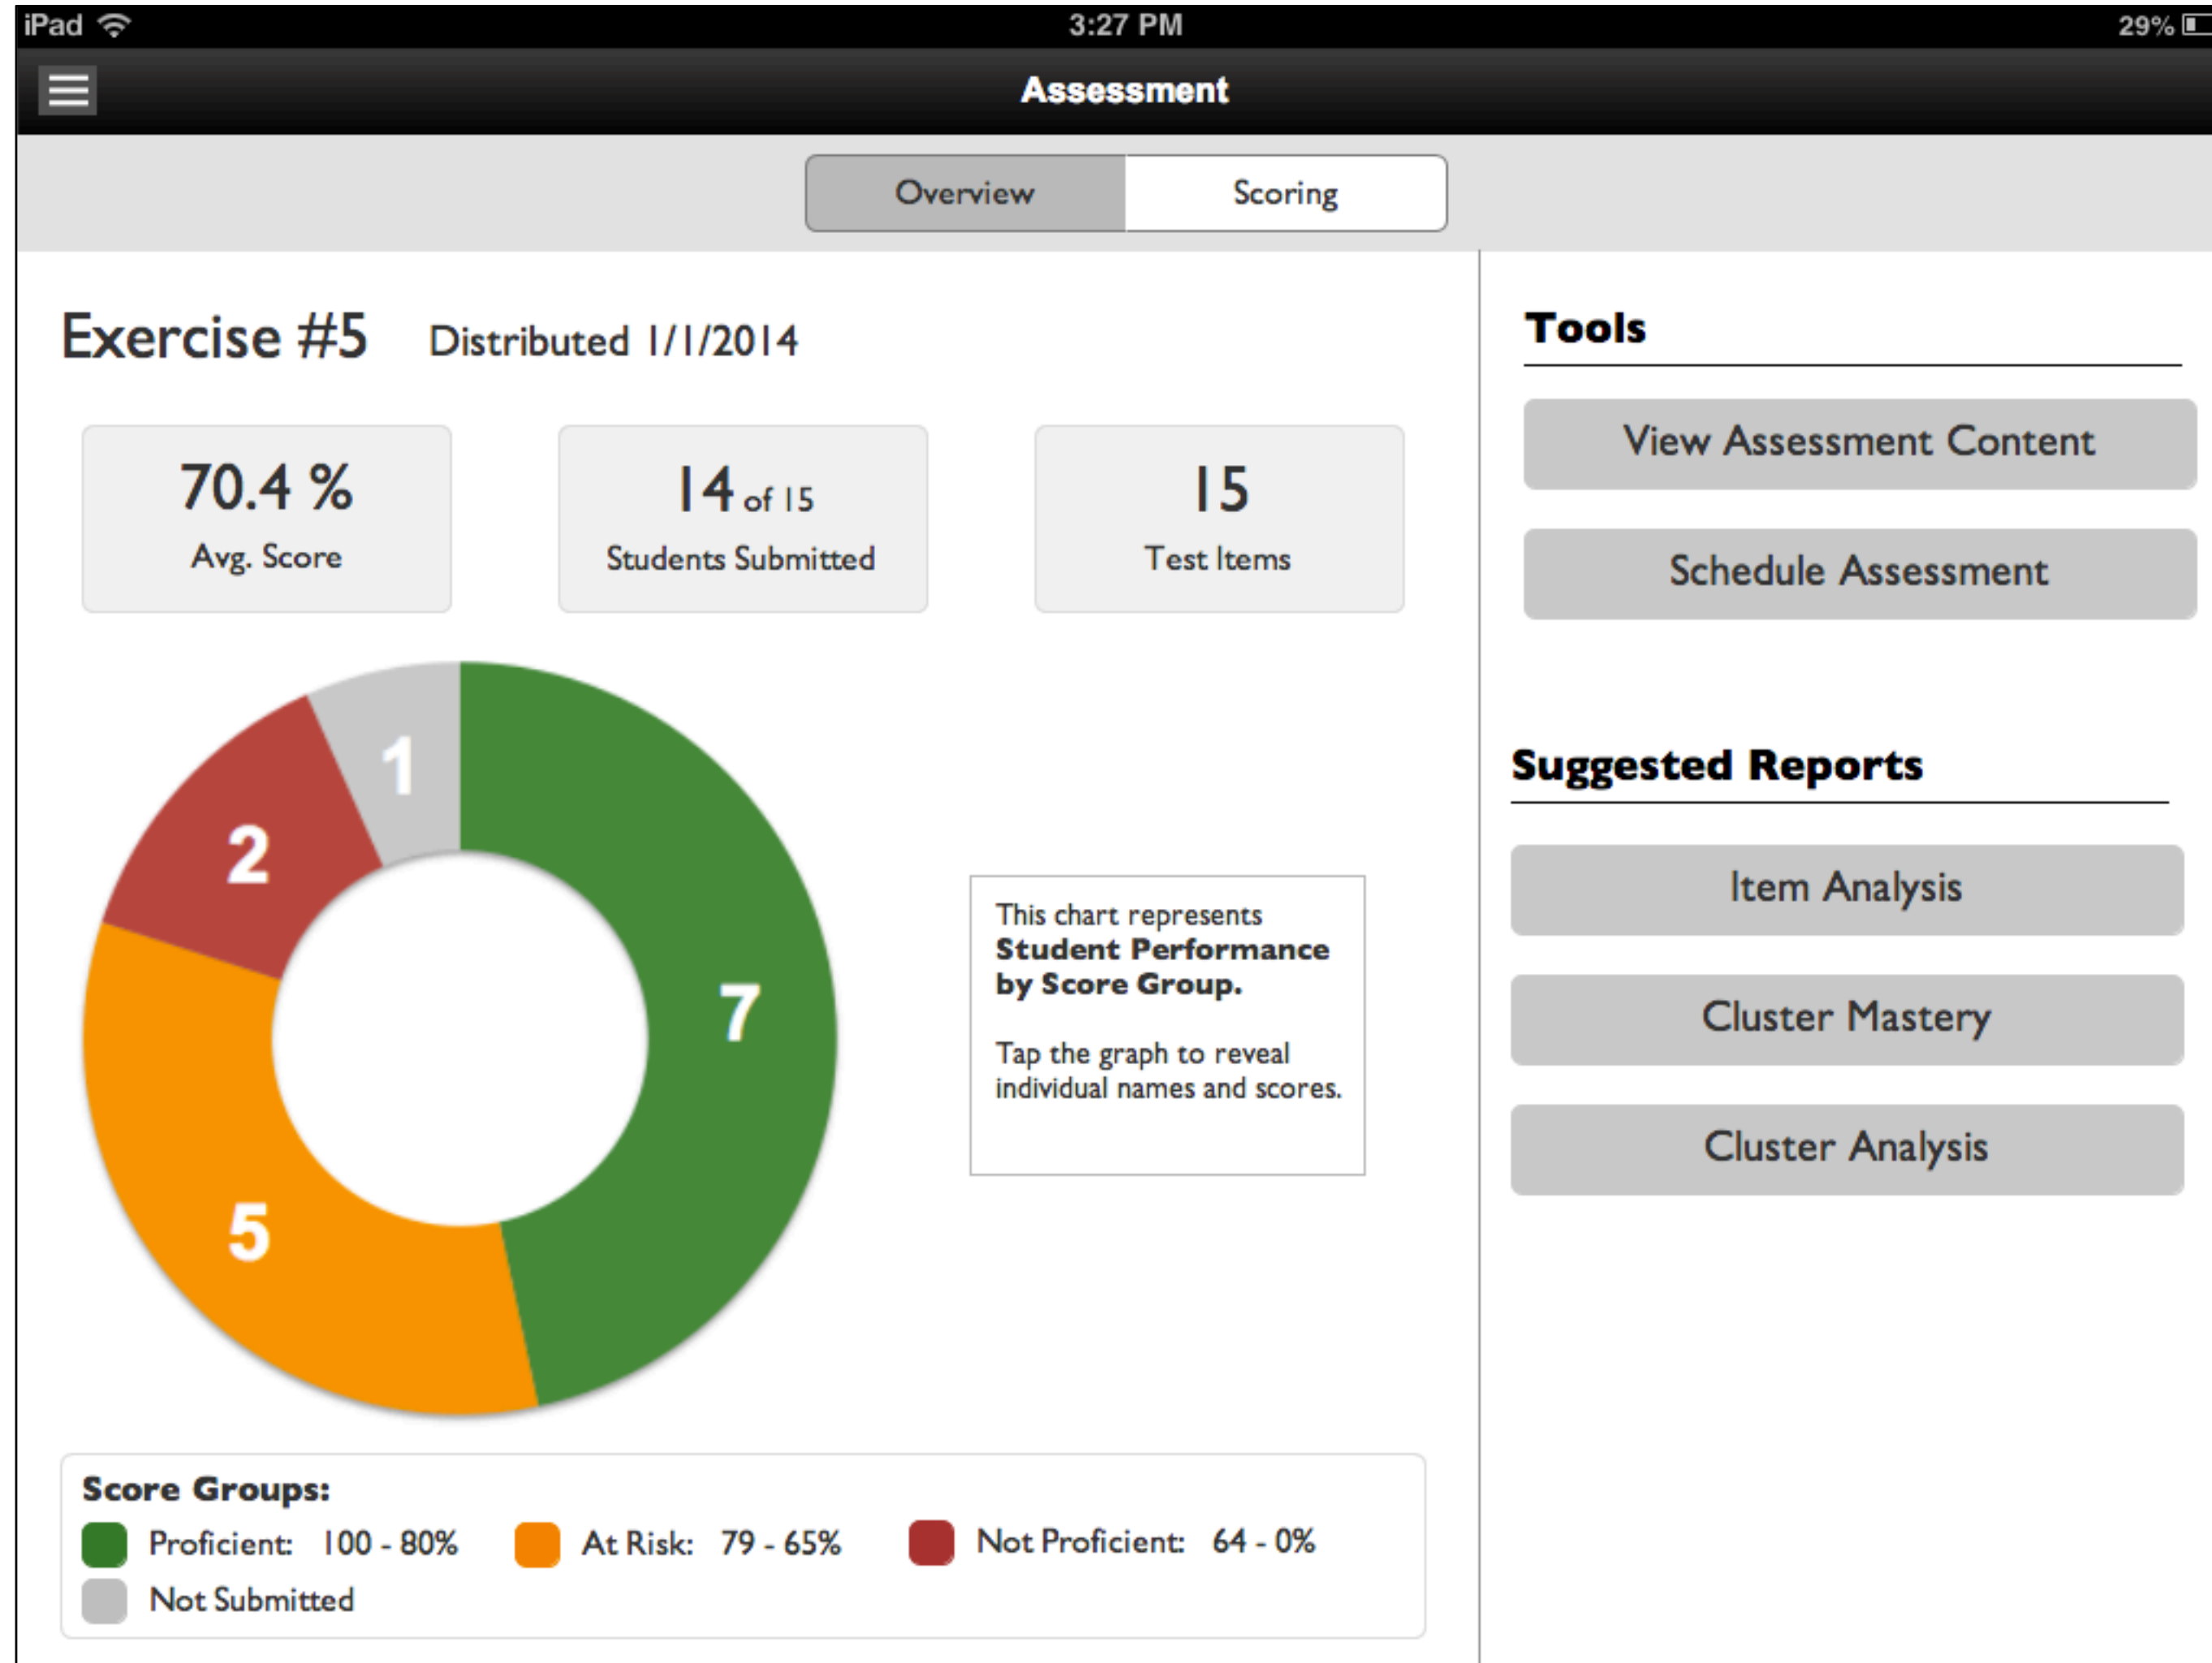 iPad 3:27 PM 29%
Assessment
Overview Scoring
Exercise #5 Distributed 1/1/2014
70.4 %
Avg. Score
14 of 15
Students Submitted
15
Test Items
1
2
7
5
This chart represents
Student Performance
by Score Group.
Tap the graph to reveal
individual names and scores.
Score Groups:
Proficient: 100 - 80% At Risk: 79 - 65% Not Proficient: 64 - 0%
Not Submitted
Tools
View Assessment Content
Schedule Assessment
Suggested Reports
Item Analysis
Cluster Mastery
Cluster Analysis